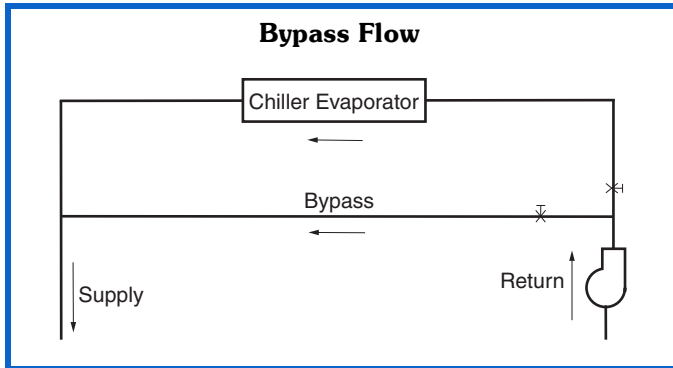 Bypass Flow
Chiller Evaporator
Bypass
Return
Supply